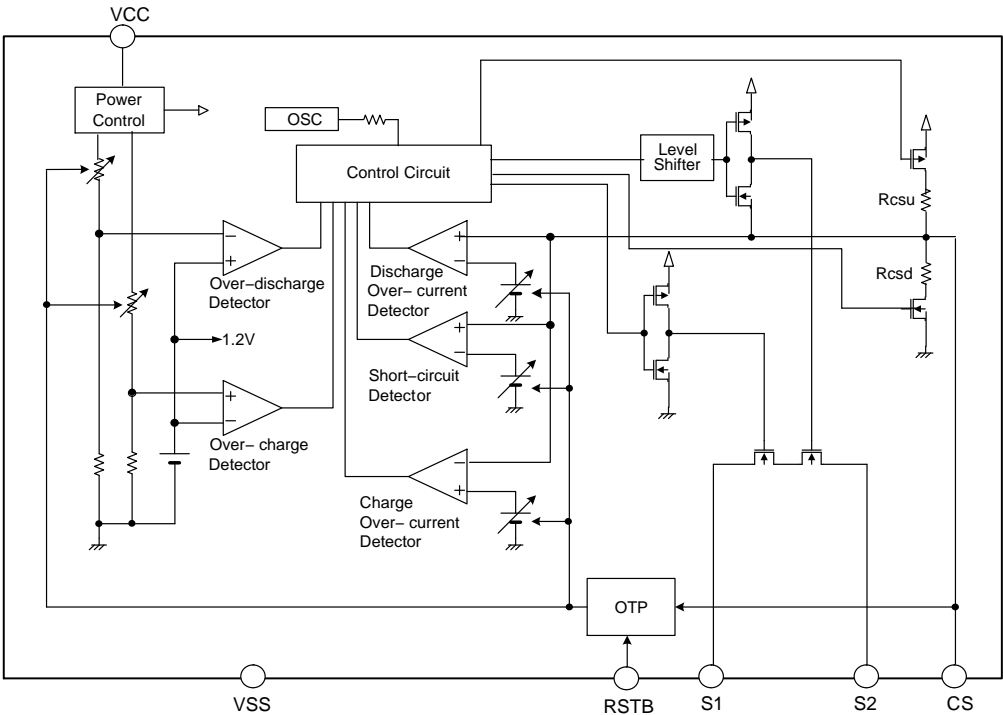 VCC
Power
Control
OSC
Control Circuit
Level
Shifter
Rcsu
Rcsd
−
+
Over−discharge
Detector
+
−
Discharge
Over− current
Detector
1.2V
+
−
Short−circuit
Detector
+
−
Over− charge
Detector
−
+
Charge
Over− current
Detector
OTP
VSS
RSTB
S1
S2
CS